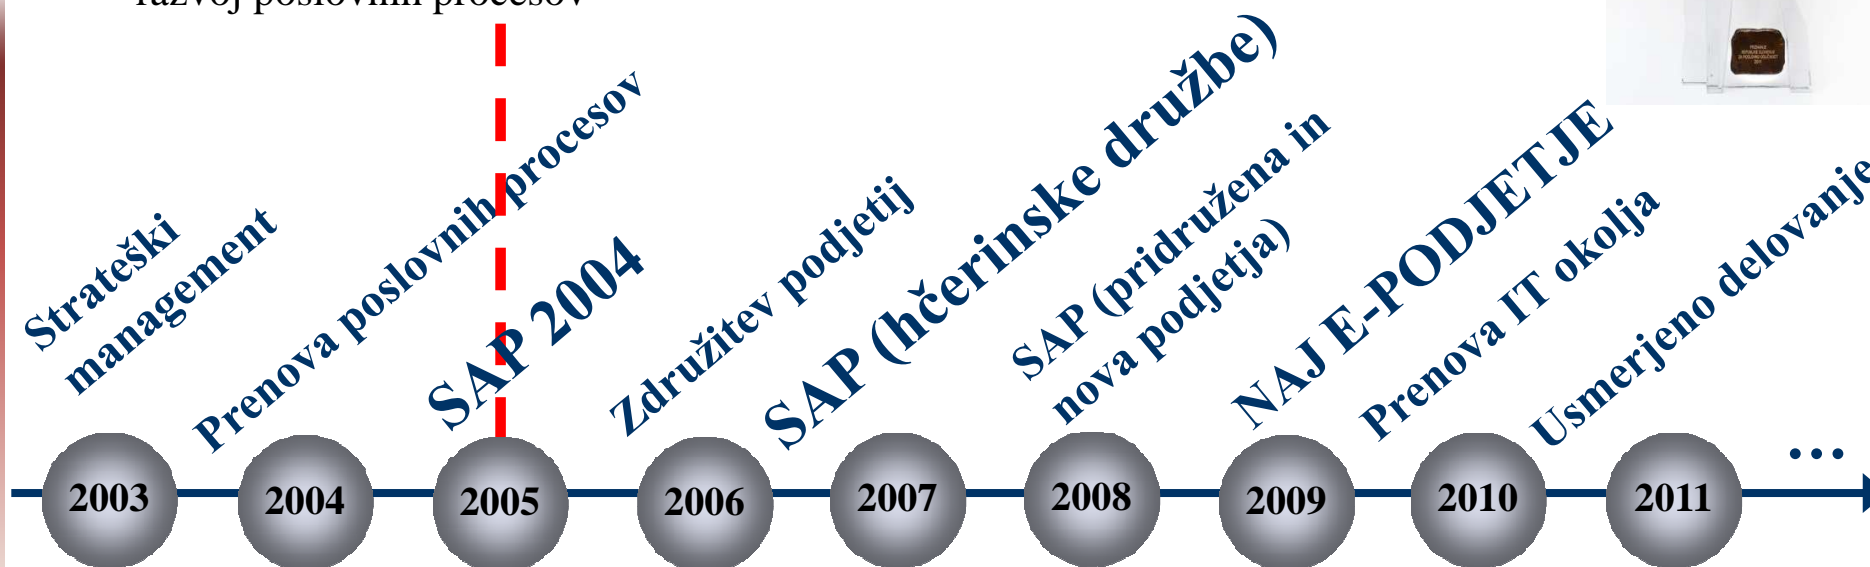 razvoj poslovnih procesov
Strateški
management
Prenova poslovnih procesov
SAP 2004
Združitev podjetij
SAP (hčerinske družbe)
SAP (pridružena in
nova podjetja)
NAJ E-PODJETJE
Prenova IT okolja
Usmerjeno delovanje
...
2003
2004
2005
2006
2007
2008
2009
2010
2011